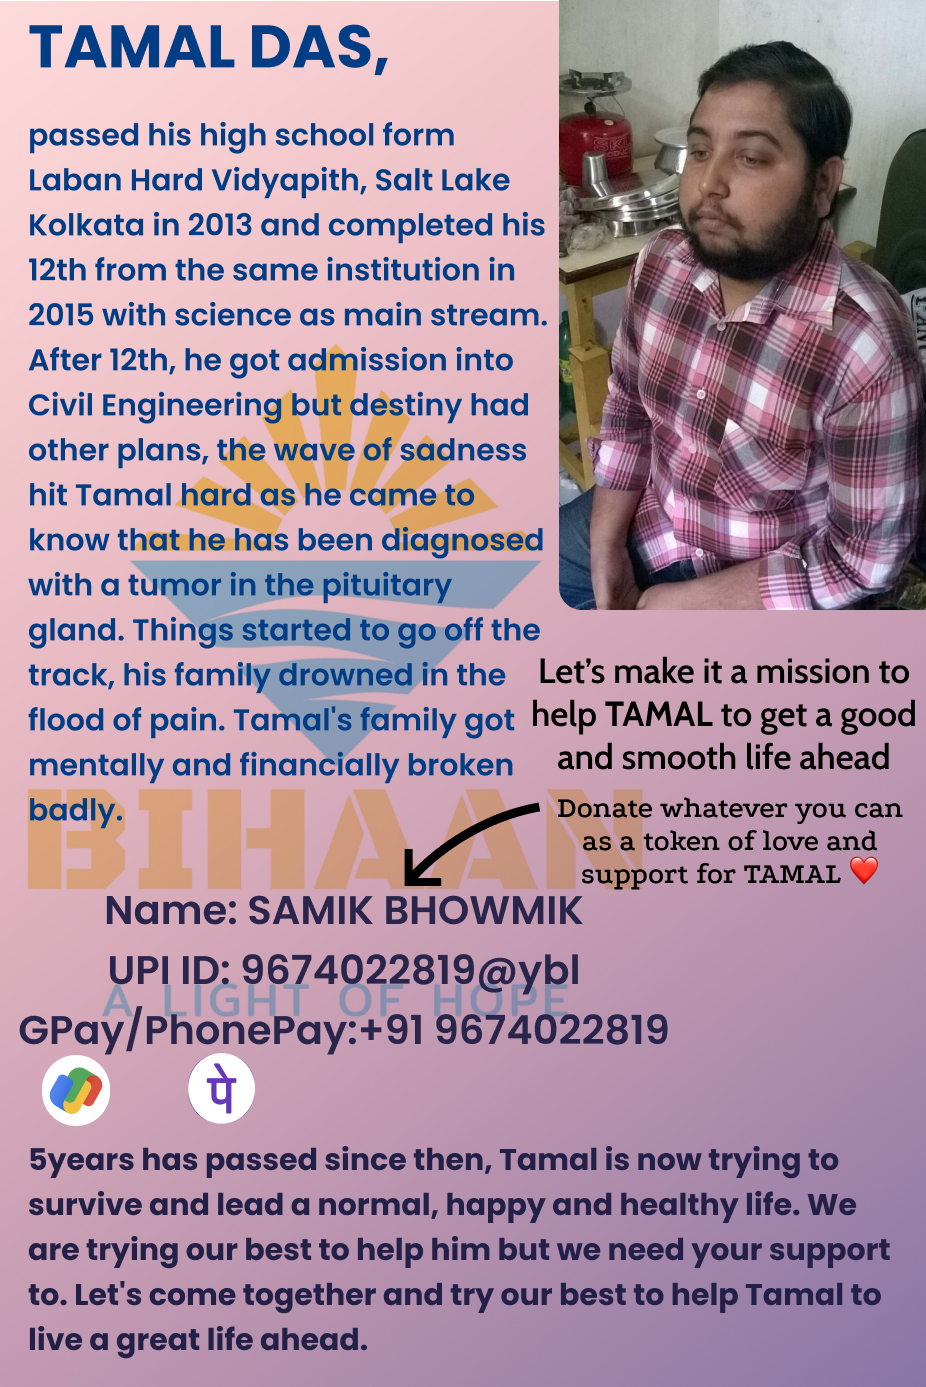 TAMAL DAS,
passed his high school form
Laban Hard Vidyapith, Salt Lake
Kolkata in 2013 and completed his
12th from the same institution in
2015 with science as main stream.
After 12th, he got admission into
Civil Engineering but destiny had
other plans, the wave of sadness
hit Tamal hard as he came to
know that he has been diagnosed
with a tumor in the pituitary
gland. Things started to go off the
track, his family drowned in the
flood of pain. Tamal's family got
mentally and financially broken
badly.
Let's make it a mission to
help TAMAL to get a good
and smooth life ahead
Donate whatever you can
as a token of love and
support for TAMAL ❤️
BIHAAN
A LIGHT OF HOPE
Name: SAMIK BHOWMIK
UPI ID: 9674022819@ybl
GPay/PhonePay:+91 9674022819
पे
5years has passed since then, Tamal is now trying to
survive and lead a normal, happy and healthy life. We
are trying our best to help him but we need your support
to. Let's come together and try our best to help Tamal to
live a great life ahead.